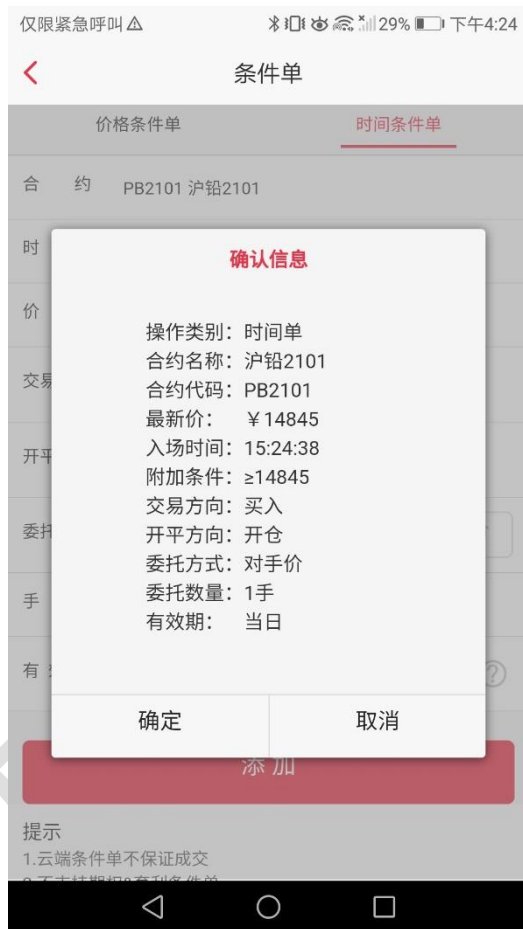 仅限紧急呼叫
29%
下午4:24
条件单
价格条件单
时间条件单
合 约 PB2101 沪铅2101
时
价
交易
开平
委托
手
有
确认信息
操作类别：时间单
合约名称：沪铅2101
合约代码：PB2101
最新价： ￥14845
入场时间：15:24:38
附加条件：≥14845
交易方向：买入
开平方向：开仓
委托方式：对手价
委托数量：1手
有效期： 当日
确定
取消
添 加
提示
1.云端条件单不保证成交